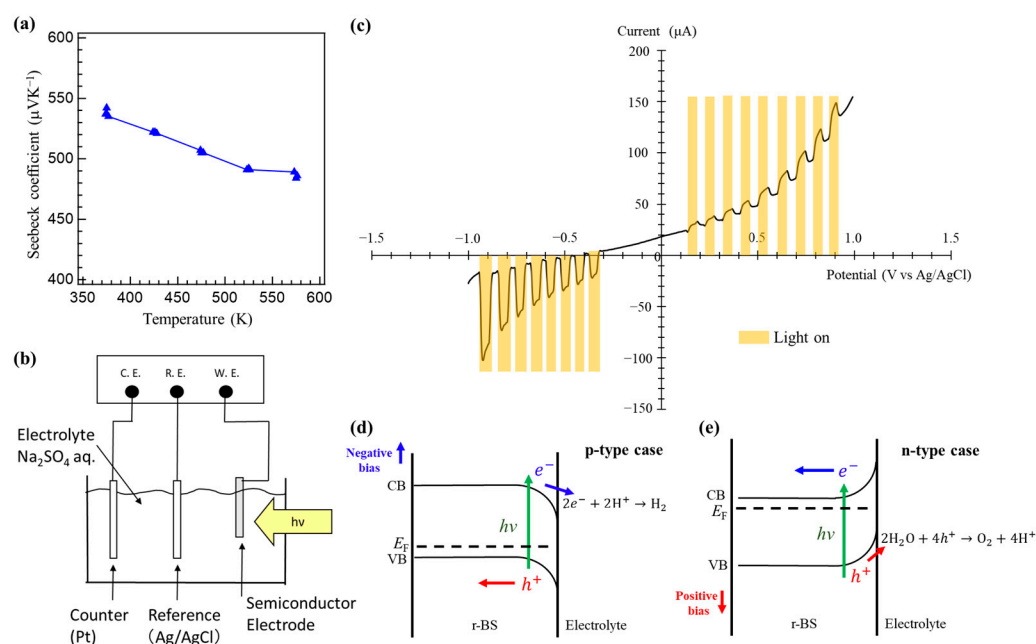 (a)
600
550
500
450
400
350 400 450 500 550 600
Seebeck coefficient (μVK⁻¹)
Temperature (K)
(b)
C. E. R. E. W. E.
Electrolyte
Na₂SO₄ aq.
hν
Counter
(Pt)
Reference
(Ag/AgCl)
Semiconductor
Electrode
(c)
Current (μA)
200
150
100
50
0
−50
−100
−150
−1.5 −1.0 −0.5 0 0.5 1.0 1.5
Potential (V vs Ag/AgCl)
Light on
(d)
Negative
bias
p-type case
CB
e⁻
2e⁻ + 2H⁺ → H₂
hν
E_F
VB
h⁺
r-BS
Electrolyte
(e)
n-type case
e⁻
CB
E_F
hν
2H₂O + 4h⁺ → O₂ + 4H⁺
VB
h⁺
Positive
bias
r-BS
Electrolyte